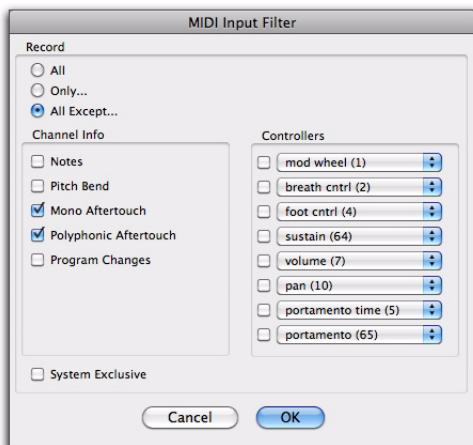 MIDI Input Filter
Record
All
Only...
All Except...
Channel Info
Notes
Pitch Bend
Mono Aftertouch
Polyphonic Aftertouch
Program Changes
Controllers
mod wheel (1)
breath cntrl (2)
foot cntrl (4)
sustain (64)
volume (7)
pan (10)
portamento time (5)
portamento (65)
System Exclusive
Cancel
OK